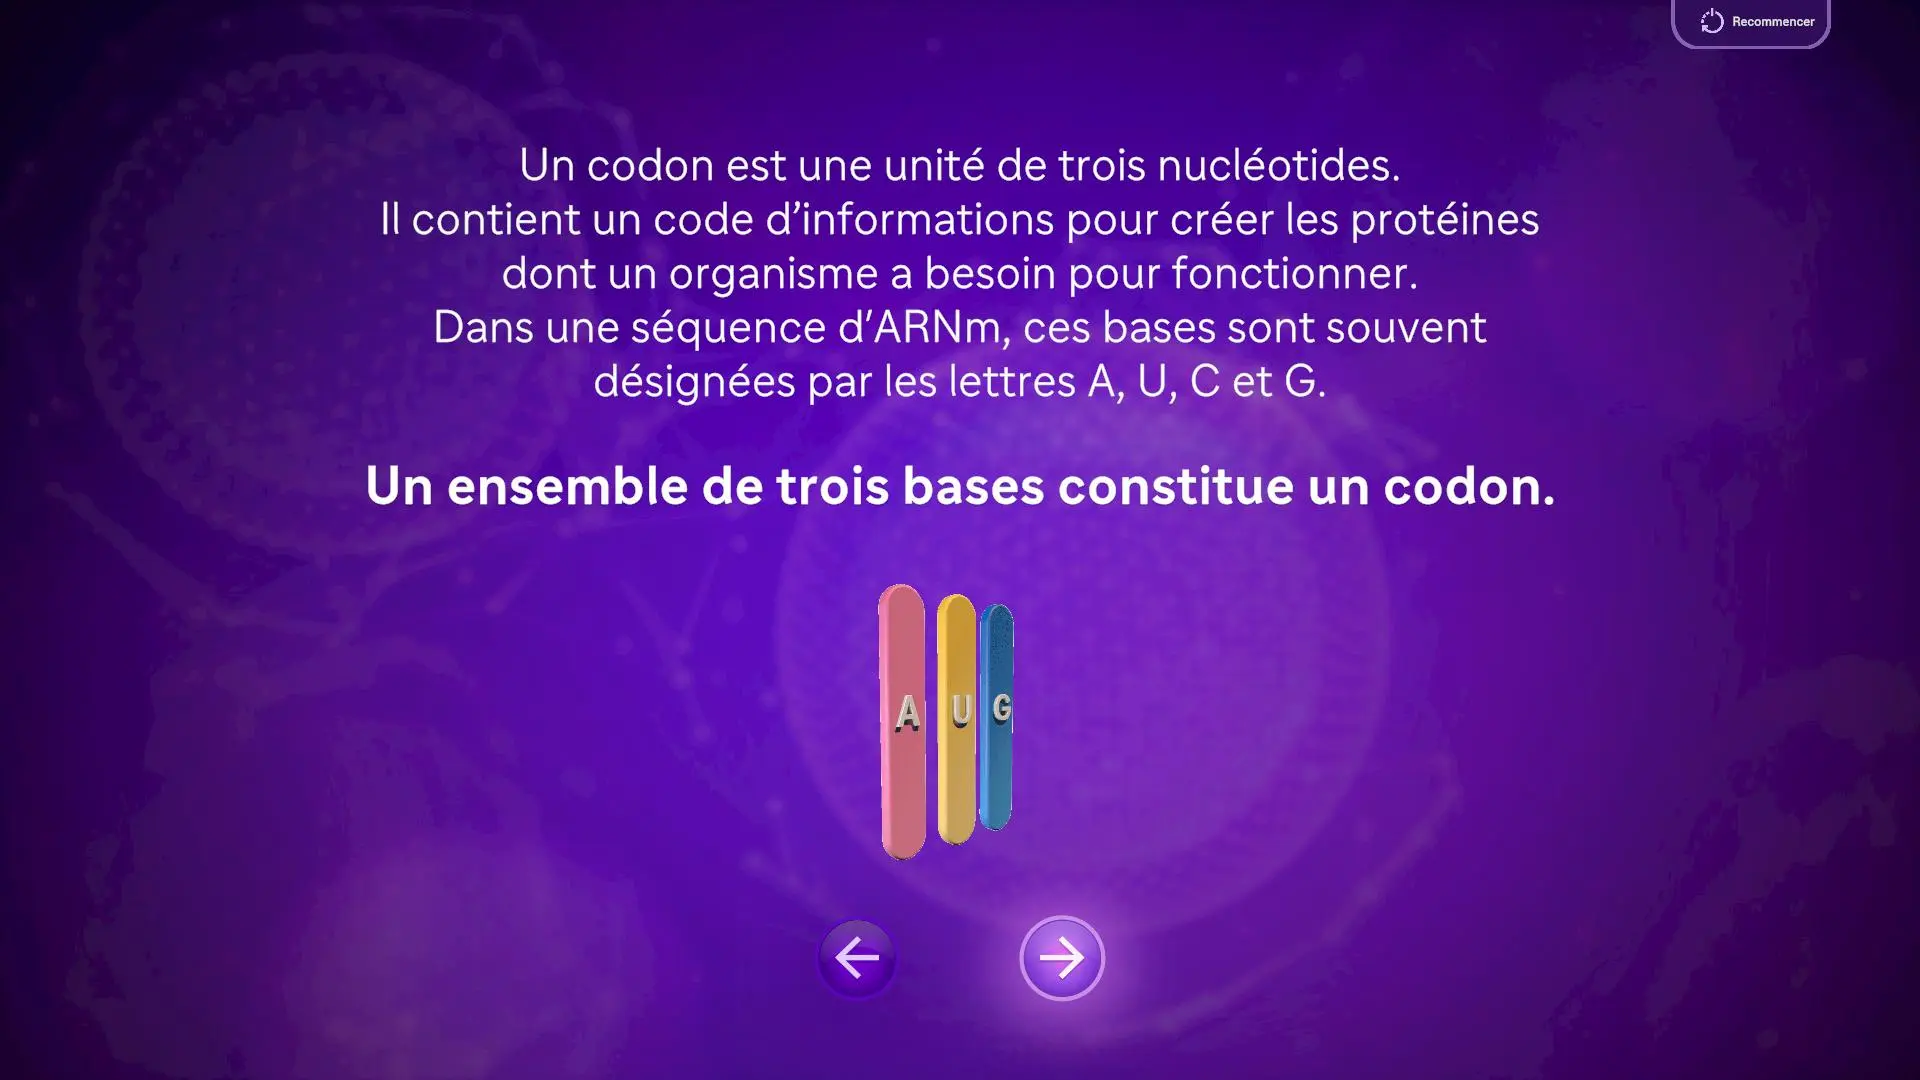 Recommencer
Un codon est une unité de trois nucléotides.
Il contient un code d’informations pour créer les protéines
dont un organisme a besoin pour fonctionner.
Dans une séquence d’ARNm, ces bases sont souvent
désignées par les lettres A, U, C et G.
Un ensemble de trois bases constitue un codon.
A U G